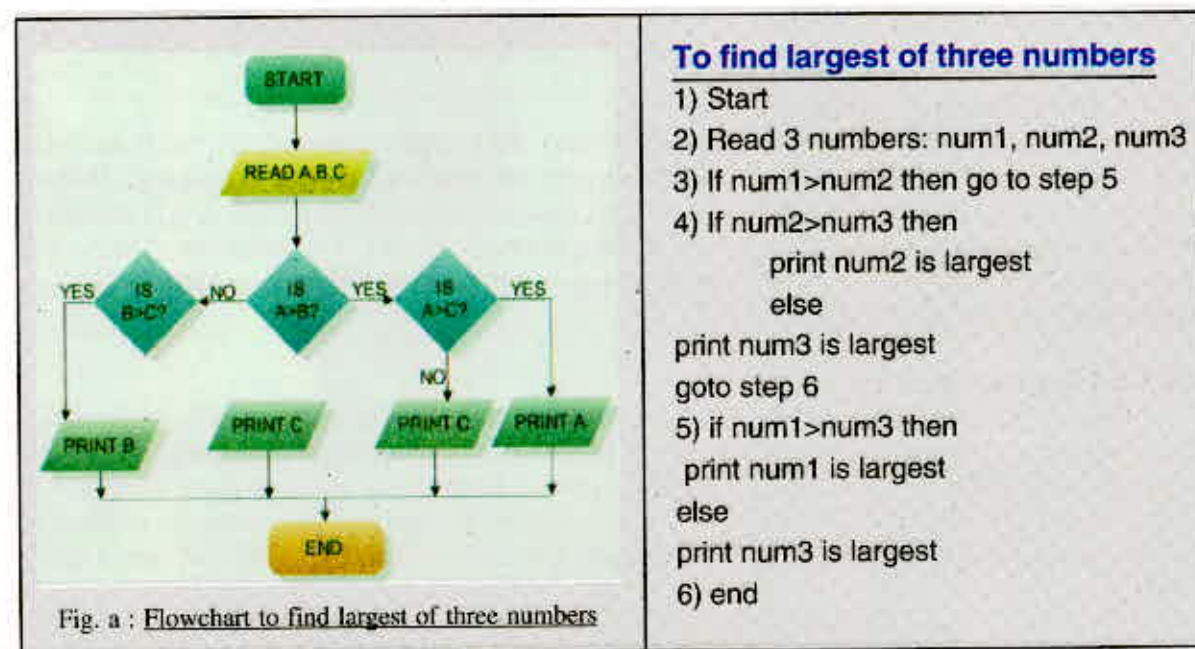 START
READ A,B,C
YES
IS
B>C?
NO
IS
A>B?
YES
IS
A>C?
YES
NO
PRINT B
PRINT C
PRINT C
PRINT A
END
Fig. a : Flowchart to find largest of three numbers
To find largest of three numbers
1) Start
2) Read 3 numbers: num1, num2, num3
3) If num1>num2 then go to step 5
4) If num2>num3 then
print num2 is largest
else
print num3 is largest
goto step 6
5) if num1>num3 then
print num1 is largest
else
print num3 is largest
6) end